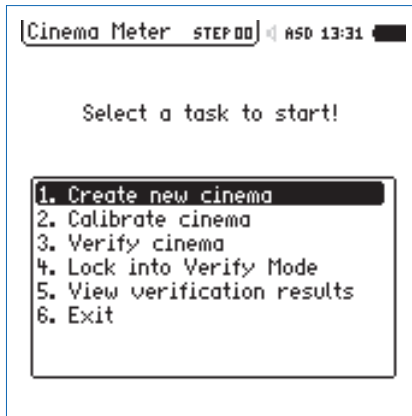 Cinema Meter STEP 00 ASD 13:31
Select a task to start!
1. Create new cinema
2. Calibrate cinema
3. Verify cinema
4. Lock into Verify Mode
5. View verification results
6. Exit